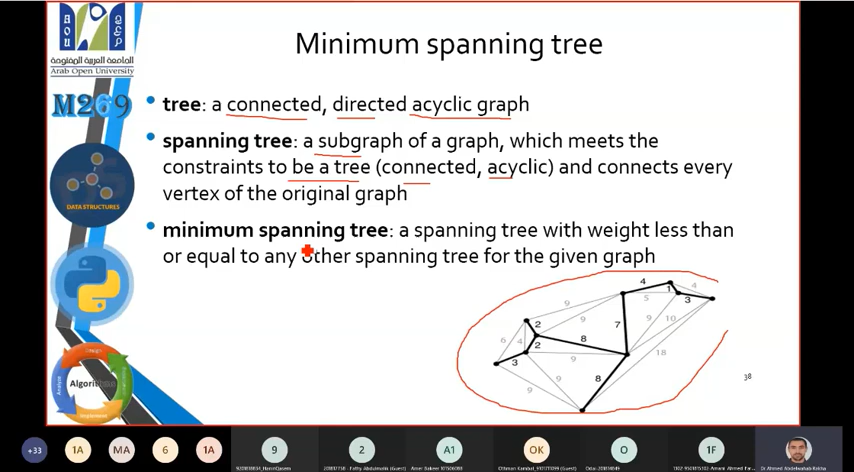 Minimum spanning tree
AOU
الجامعة العربية المفتوحة
Arab Open University
M269
DATA STRUCTURES
Algorithms
• tree: a connected, directed acyclic graph
• spanning tree: a subgraph of a graph, which meets the
constraints to be a tree (connected, acyclic) and connects every
vertex of the original graph
• minimum spanning tree: a spanning tree with weight less than
or equal to any other spanning tree for the given graph
4 1 4
9 5 3
2 9 7 9 10
6 4 2 8
3 9 18
9 9 8
38
+33 1A MA 6 1A 9 2 A1 OK O 1F